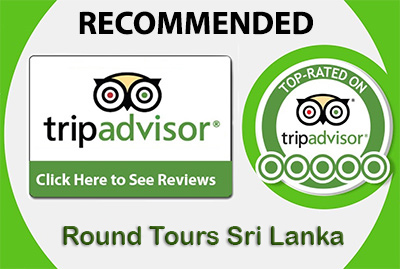 RECOMMENDED
tripadvisor®
Click Here to See Reviews
TOP-RATED ON
tripadvisor®
Round Tours Sri Lanka